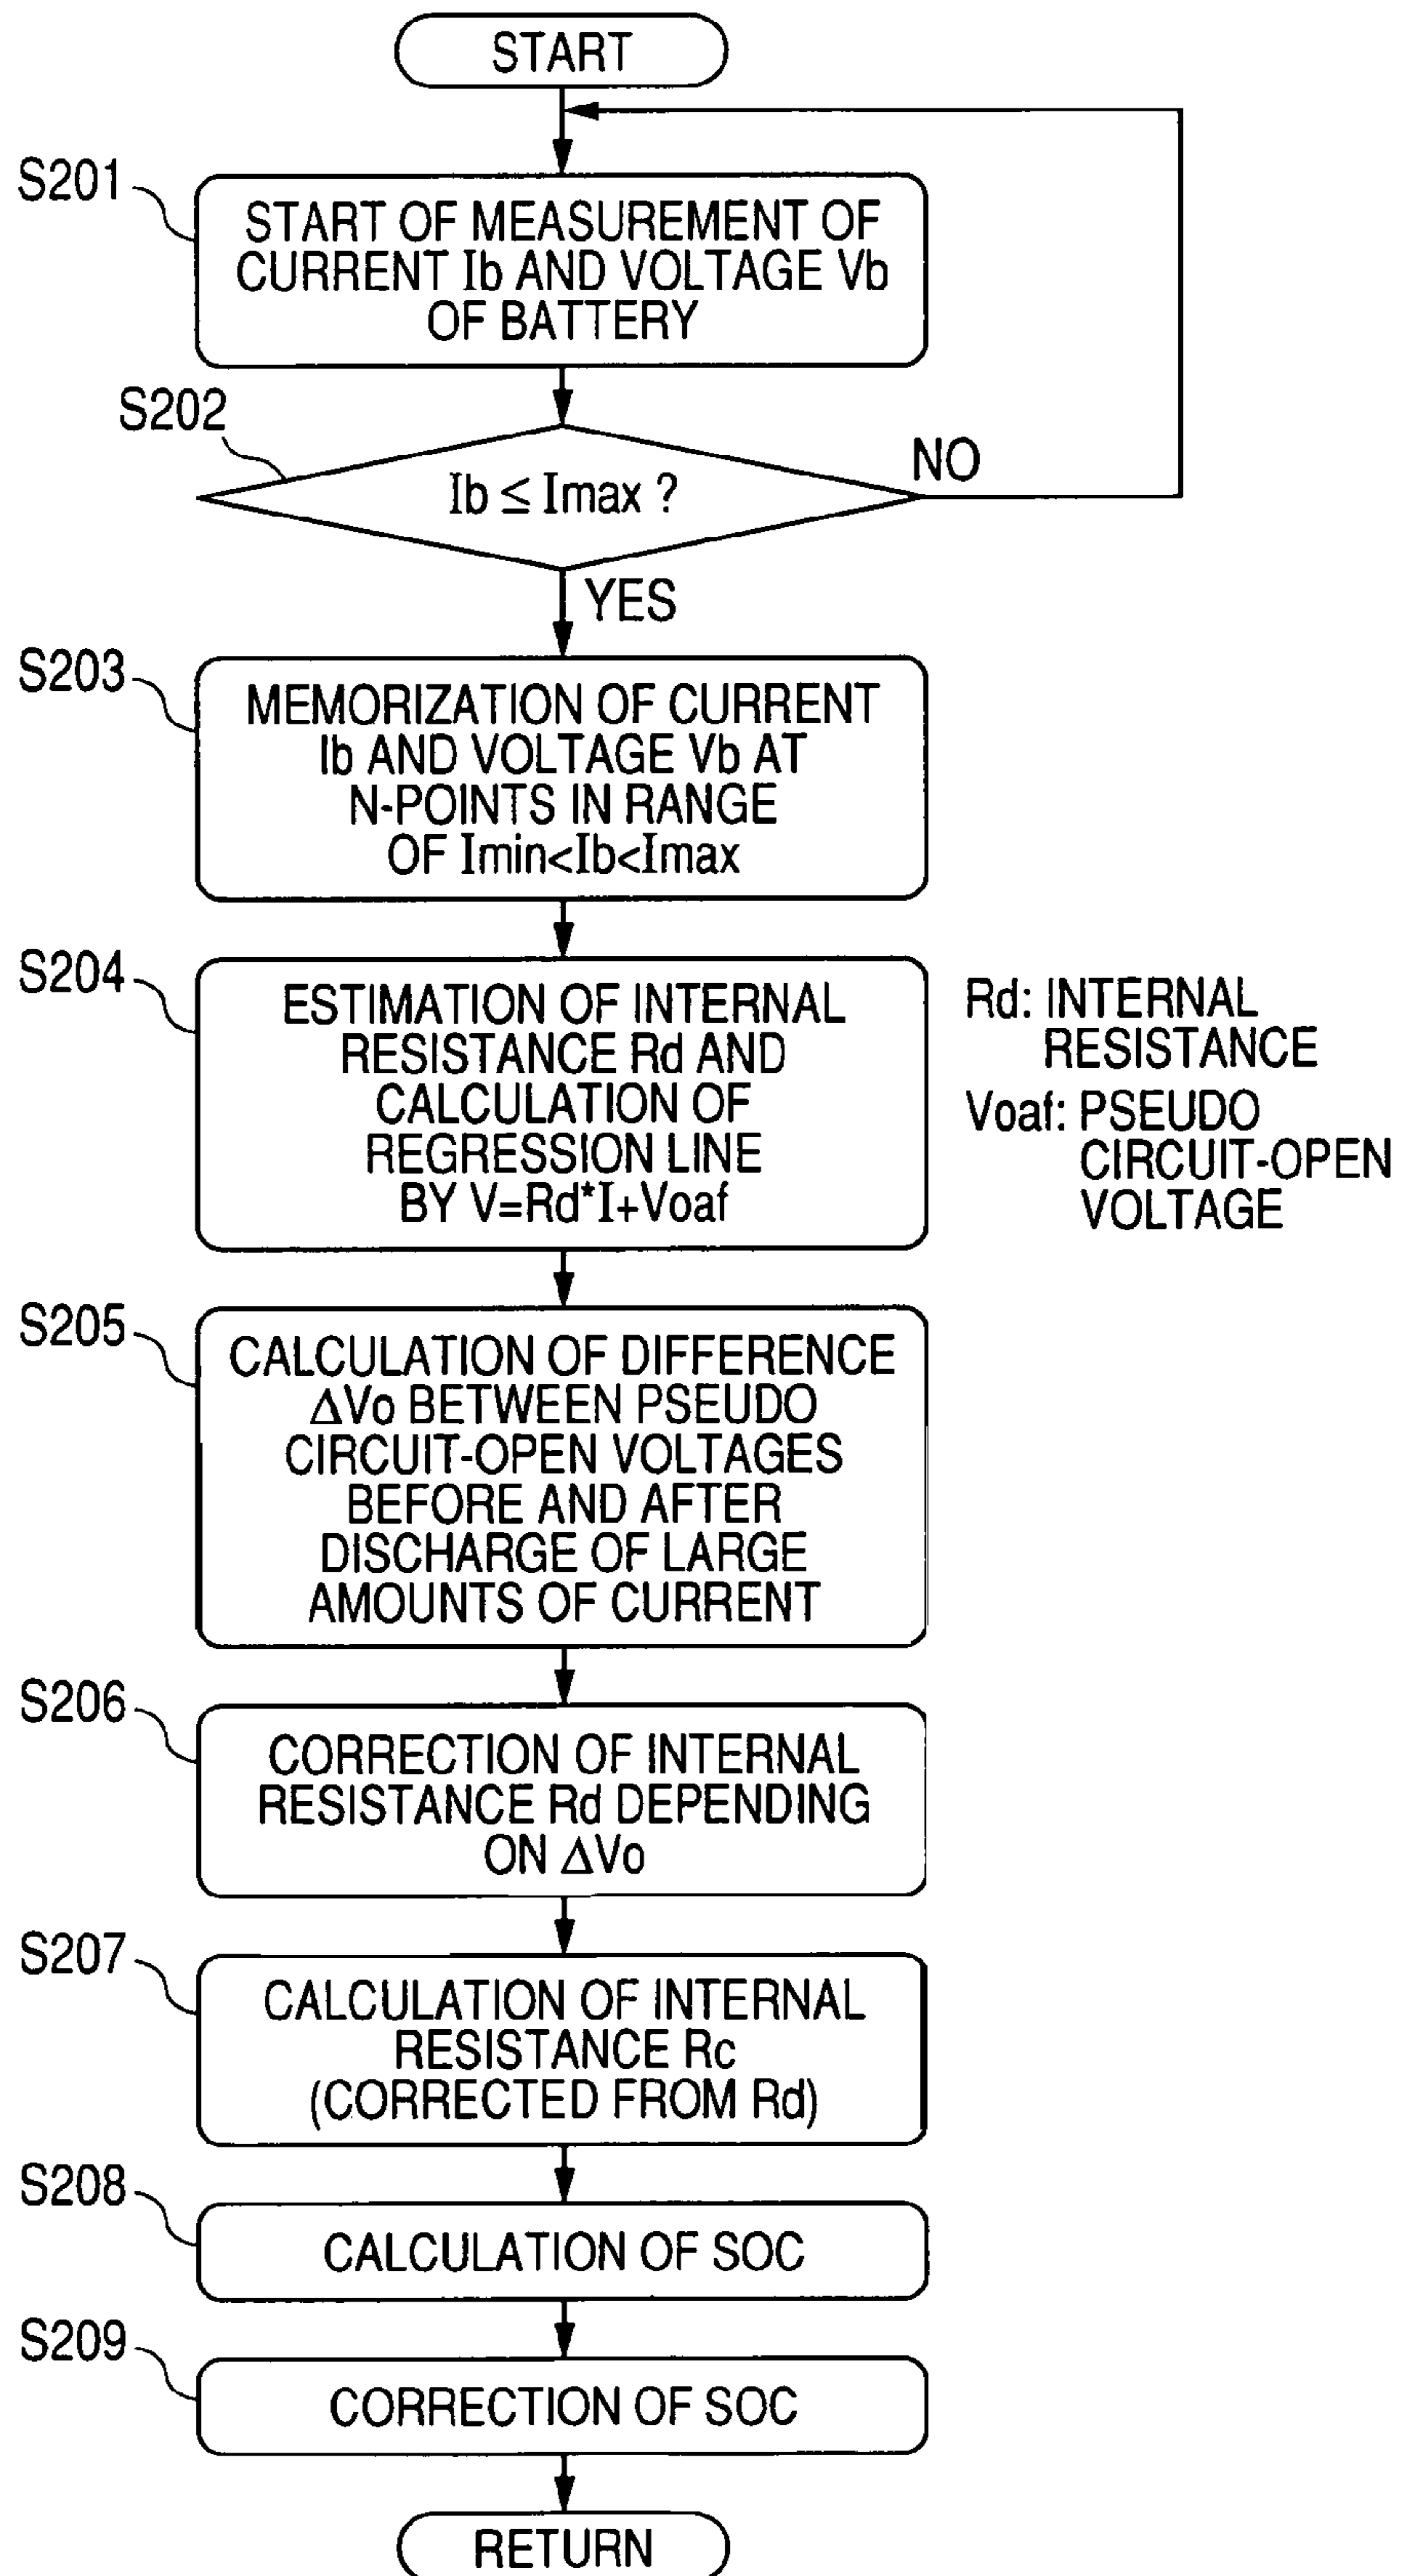 START
S201
START OF MEASUREMENT OF
CURRENT Ib AND VOLTAGE Vb
OF BATTERY
S202
Ib ≤ Imax ?
NO
YES
S203
MEMORIZATION OF CURRENT
Ib AND VOLTAGE Vb AT
N-POINTS IN RANGE
OF Imin<Ib<Imax
S204
ESTIMATION OF INTERNAL
RESISTANCE Rd AND
CALCULATION OF
REGRESSION LINE
BY V=Rd*I+Voaf
Rd: INTERNAL
RESISTANCE
Voaf: PSEUDO
CIRCUIT-OPEN
VOLTAGE
S205
CALCULATION OF DIFFERENCE
ΔVo BETWEEN PSEUDO
CIRCUIT-OPEN VOLTAGES
BEFORE AND AFTER
DISCHARGE OF LARGE
AMOUNTS OF CURRENT
S206
CORRECTION OF INTERNAL
RESISTANCE Rd DEPENDING
ON ΔVo
S207
CALCULATION OF INTERNAL
RESISTANCE Rc
(CORRECTED FROM Rd)
S208
CALCULATION OF SOC
S209
CORRECTION OF SOC
RETURN